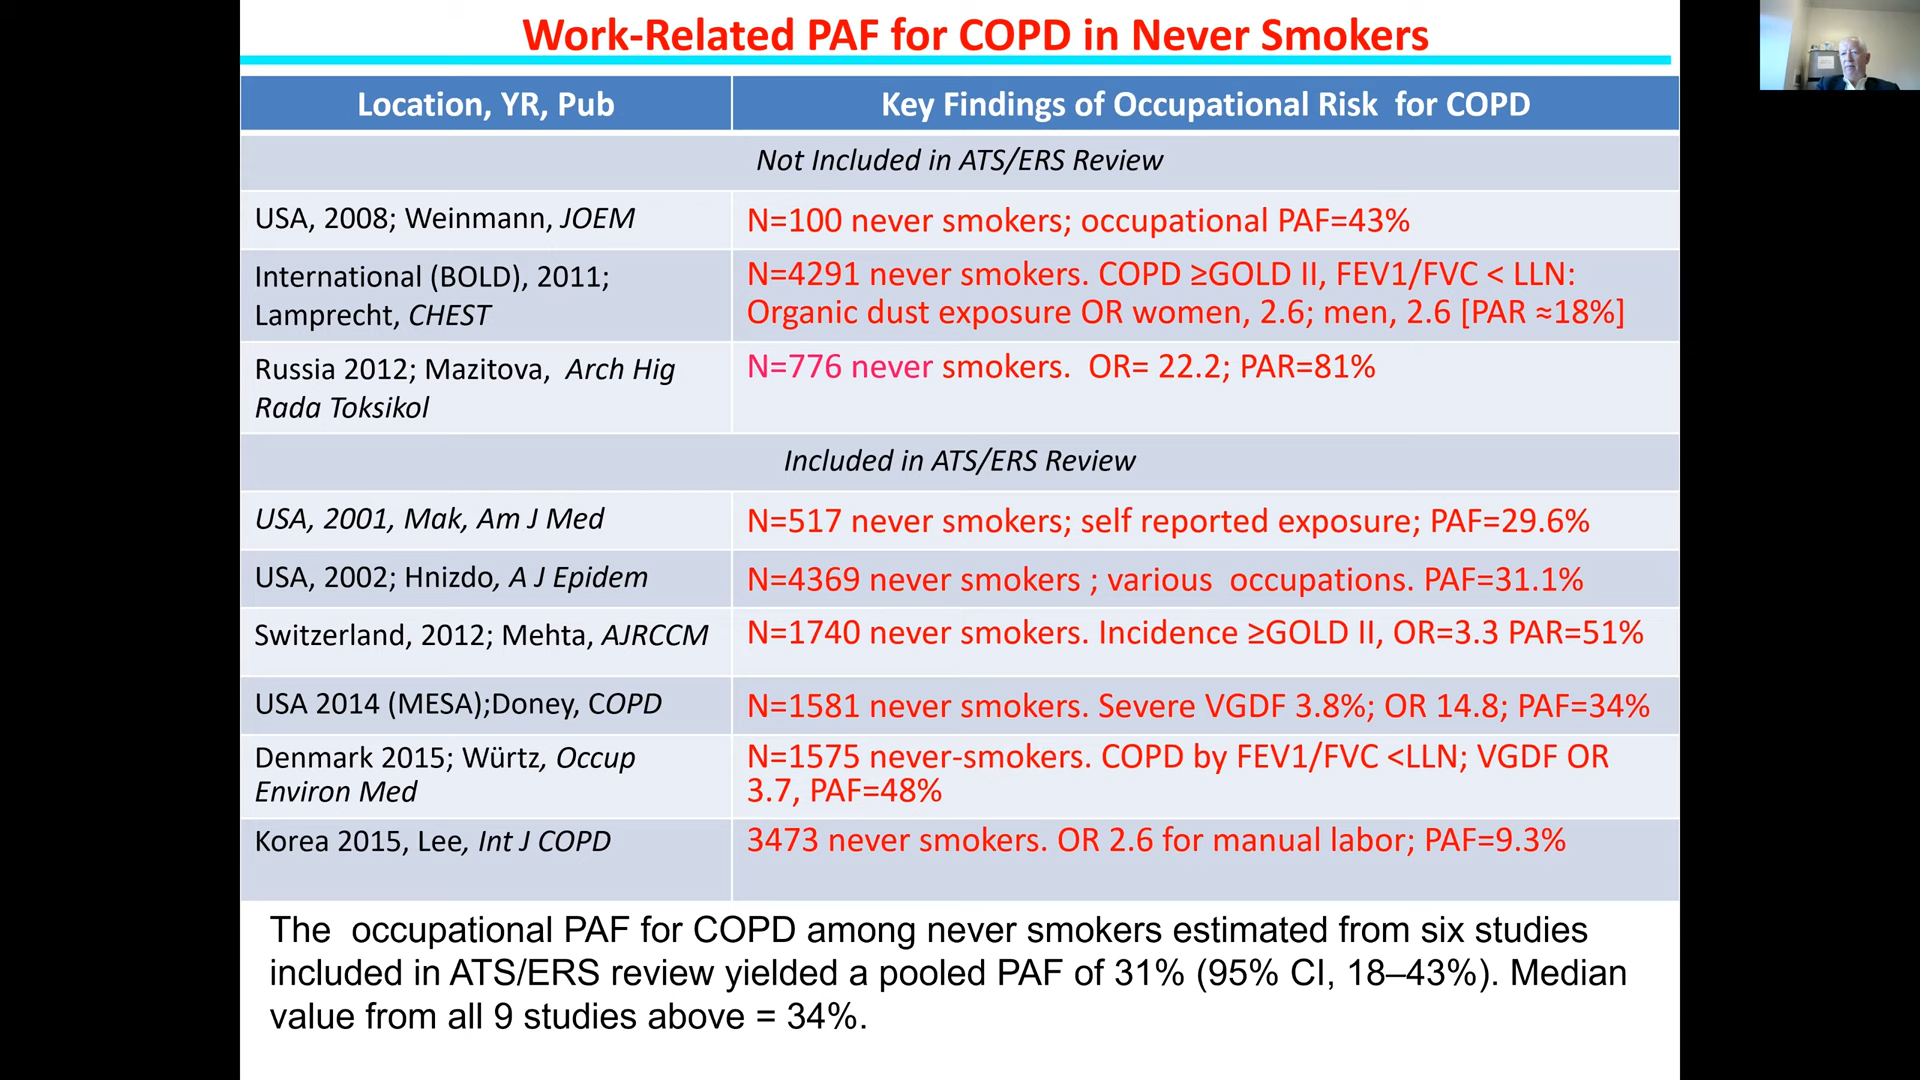 Work-Related PAF for COPD in Never Smokers
Location, YR, Pub
Key Findings of Occupational Risk for COPD
Not Included in ATS/ERS Review
USA, 2008; Weinmann, JOEM
N=100 never smokers; occupational PAF=43%
International (BOLD), 2011;
Lamprecht, CHEST
N=4291 never smokers. COPD ≥GOLD II, FEV1/FVC < LLN:
Organic dust exposure OR women, 2.6; men, 2.6 [PAR ≈18%]
Russia 2012; Mazitova, Arch Hig
Rada Toksikol
N=776 never smokers. OR= 22.2; PAR=81%
Included in ATS/ERS Review
USA, 2001, Mak, Am J Med
N=517 never smokers; self reported exposure; PAF=29.6%
USA, 2002; Hnizdo, A J Epidem
N=4369 never smokers ; various occupations. PAF=31.1%
Switzerland, 2012; Mehta, AJRCCM
N=1740 never smokers. Incidence ≥GOLD II, OR=3.3 PAR=51%
USA 2014 (MESA);Doney, COPD
N=1581 never smokers. Severe VGDF 3.8%; OR 14.8; PAF=34%
Denmark 2015; Würtz, Occup
Environ Med
N=1575 never-smokers. COPD by FEV1/FVC <LLN; VGDF OR
3.7, PAF=48%
Korea 2015, Lee, Int J COPD
3473 never smokers. OR 2.6 for manual labor; PAF=9.3%
The occupational PAF for COPD among never smokers estimated from six studies
included in ATS/ERS review yielded a pooled PAF of 31% (95% CI, 18–43%). Median
value from all 9 studies above = 34%.